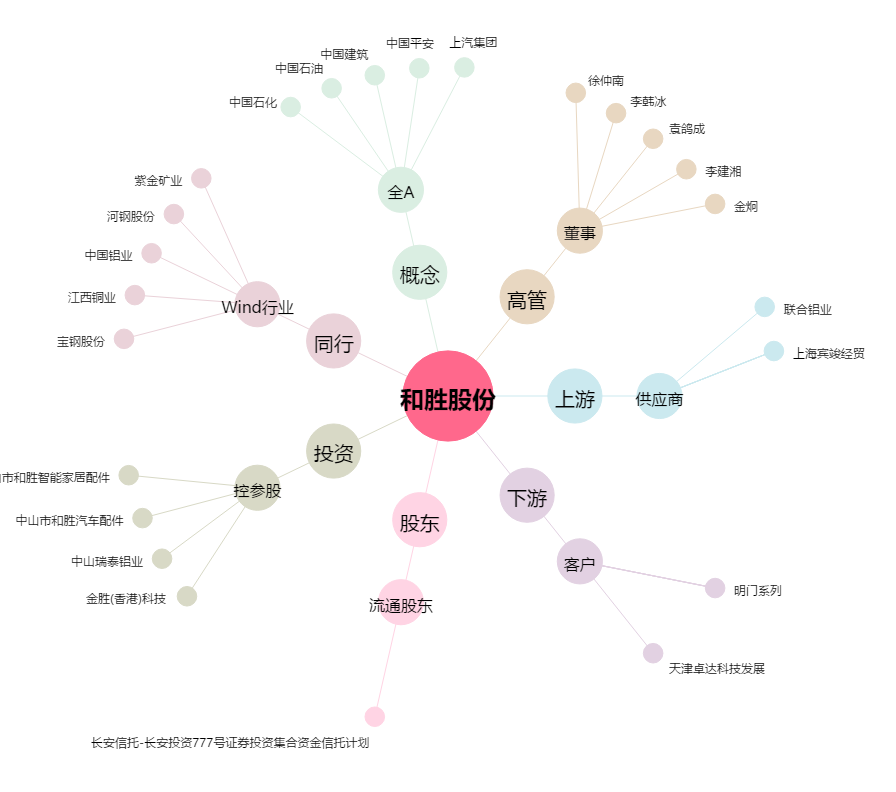 上汽集团
中国平安
中国建筑
中国石油
中国石化
徐仲南
李韩冰
袁鸽成
李建湘
金炯
紫金矿业
河钢股份
中国铝业
江西铜业
宝钢股份
全A
董事
概念
高管
Wind行业
同行
联合铝业
上海宾竣经贸
和胜股份
上游
供应商
投资
控参股
山市和胜智能家居配件
中山市和胜汽车配件
中山瑞泰铝业
金胜(香港)科技
下游
股东
客户
流通股东
明门系列
天津卓达科技发展
长安信托-长安投资777号证券投资集合资金信托计划